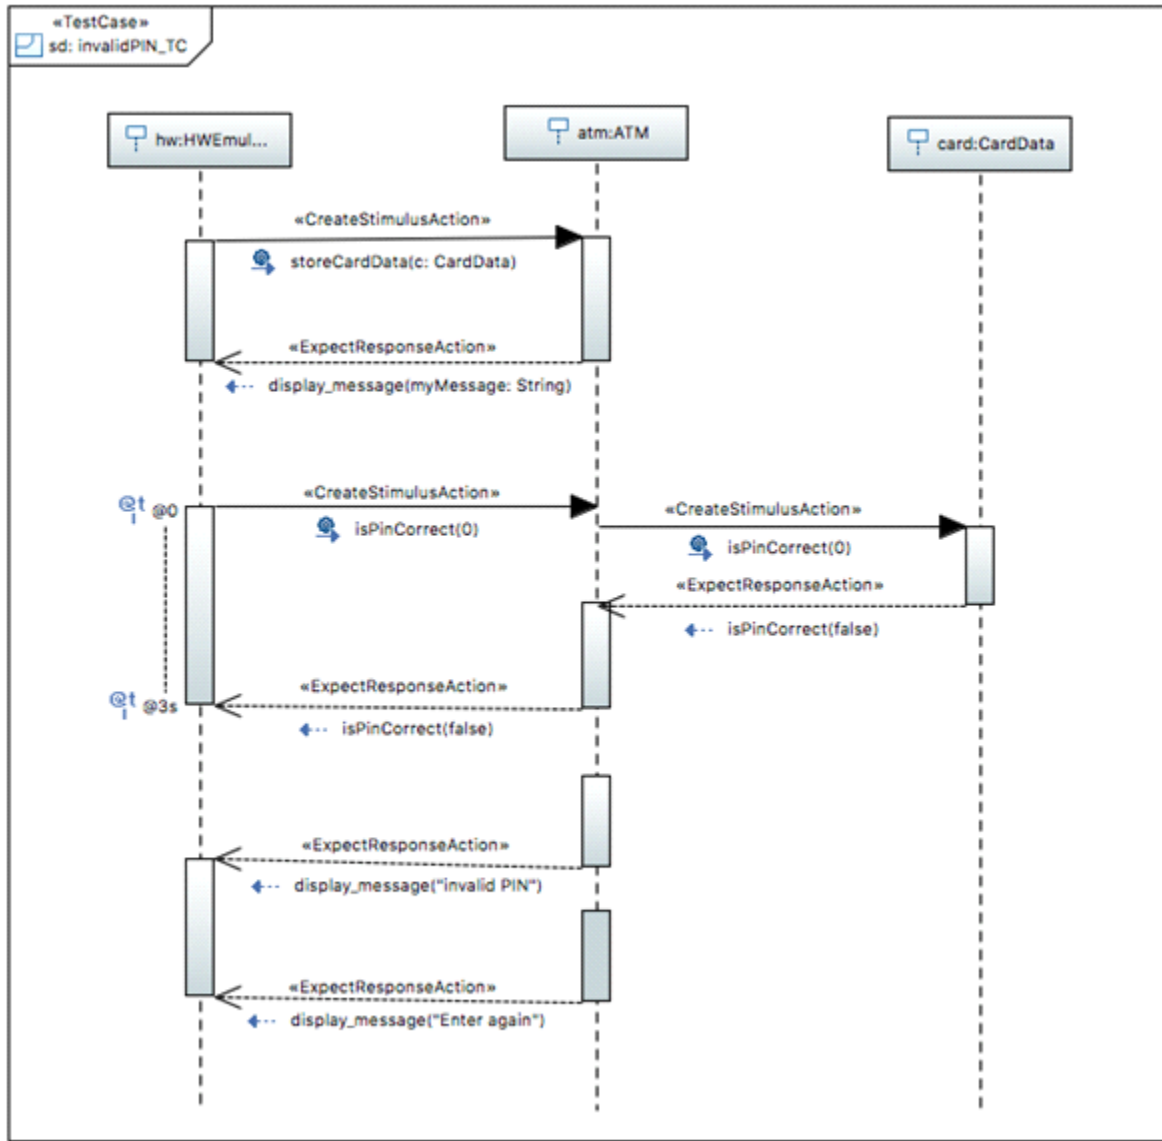 «TestCase»
sd: invalidPIN_TC
hw:HWEmul...
atm:ATM
card:CardData
«CreateStimulusAction»
storeCardData(c: CardData)
«ExpectResponseAction»
display_message(myMessage: String)
@t @0
«CreateStimulusAction»
isPinCorrect(0)
«CreateStimulusAction»
isPinCorrect(0)
«ExpectResponseAction»
isPinCorrect(false)
@t @3s
«ExpectResponseAction»
isPinCorrect(false)
«ExpectResponseAction»
display_message("invalid PIN")
«ExpectResponseAction»
display_message("Enter again")